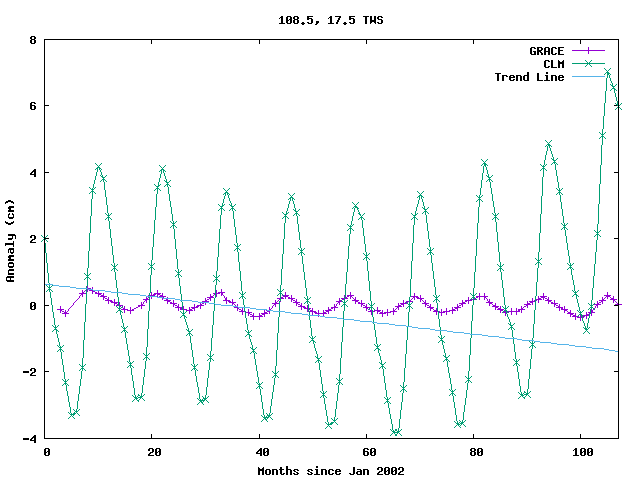 108.5, 17.5 TWS
GRACE
CLM
Trend Line
8
6
4
2
0
-2
-4
Anomaly (cm)
0 20 40 60 80 100
Months since Jan 2002